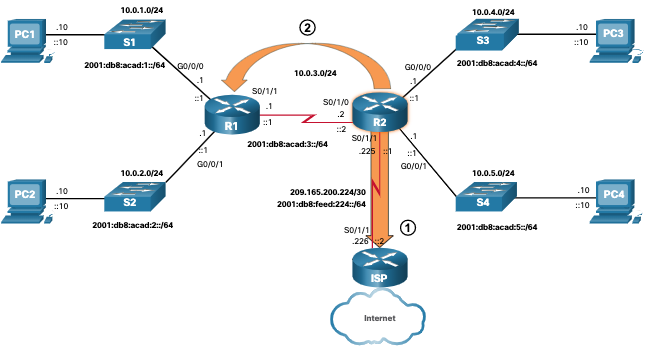 10.0.1.0/24
PC1
.10
::10
S1
2001:db8:acad:1::/64
G0/0/0
.1
::1
2
10.0.3.0/24
10.0.4.0/24
S3
.10
::10
PC3
2001:db8:acad:4::/64
G0/0/0
.1
::1
S0/1/1
.1
::1
R1
S0/1/0
.2
::2
R2
2001:db8:acad:3::/64
.1
::1
G0/0/1
S0/1/1
.225
::1
.1
::1
G0/0/1
10.0.2.0/24
PC2
.10
::10
S2
2001:db8:acad:2::/64
209.165.200.224/30
2001:db8:feed:224::/64
10.0.5.0/24
S4
.10
::10
PC4
2001:db8:acad:5::/64
1
S0/1/1
.226
::2
ISP
Internet